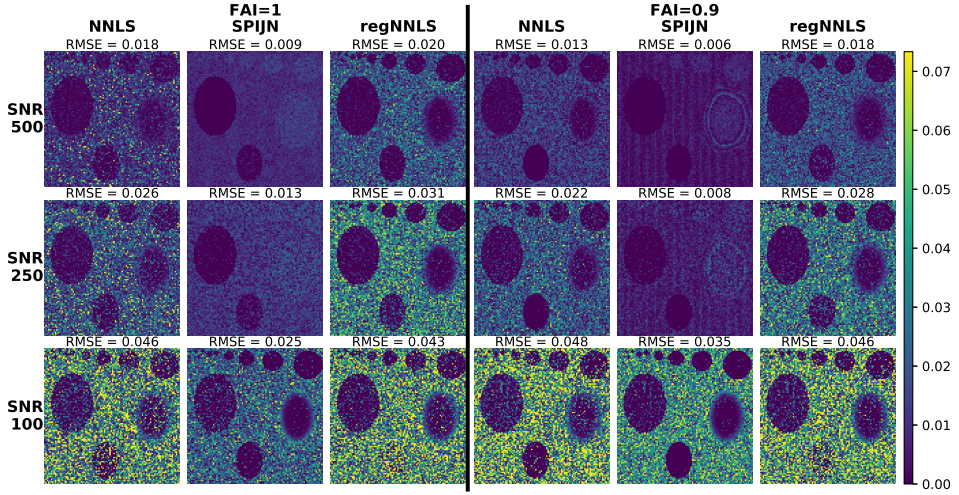 FAI=1 FAI=0.9
NNLS SPIJN regNNLS NNLS SPIJN regNNLS
RMSE = 0.018 RMSE = 0.009 RMSE = 0.020 RMSE = 0.013 RMSE = 0.006 RMSE = 0.018
SNR
500
RMSE = 0.026 RMSE = 0.013 RMSE = 0.031 RMSE = 0.022 RMSE = 0.008 RMSE = 0.028
SNR
250
RMSE = 0.046 RMSE = 0.025 RMSE = 0.043 RMSE = 0.048 RMSE = 0.035 RMSE = 0.046
SNR
100
0.07
0.06
0.05
0.04
0.03
0.02
0.01
0.00